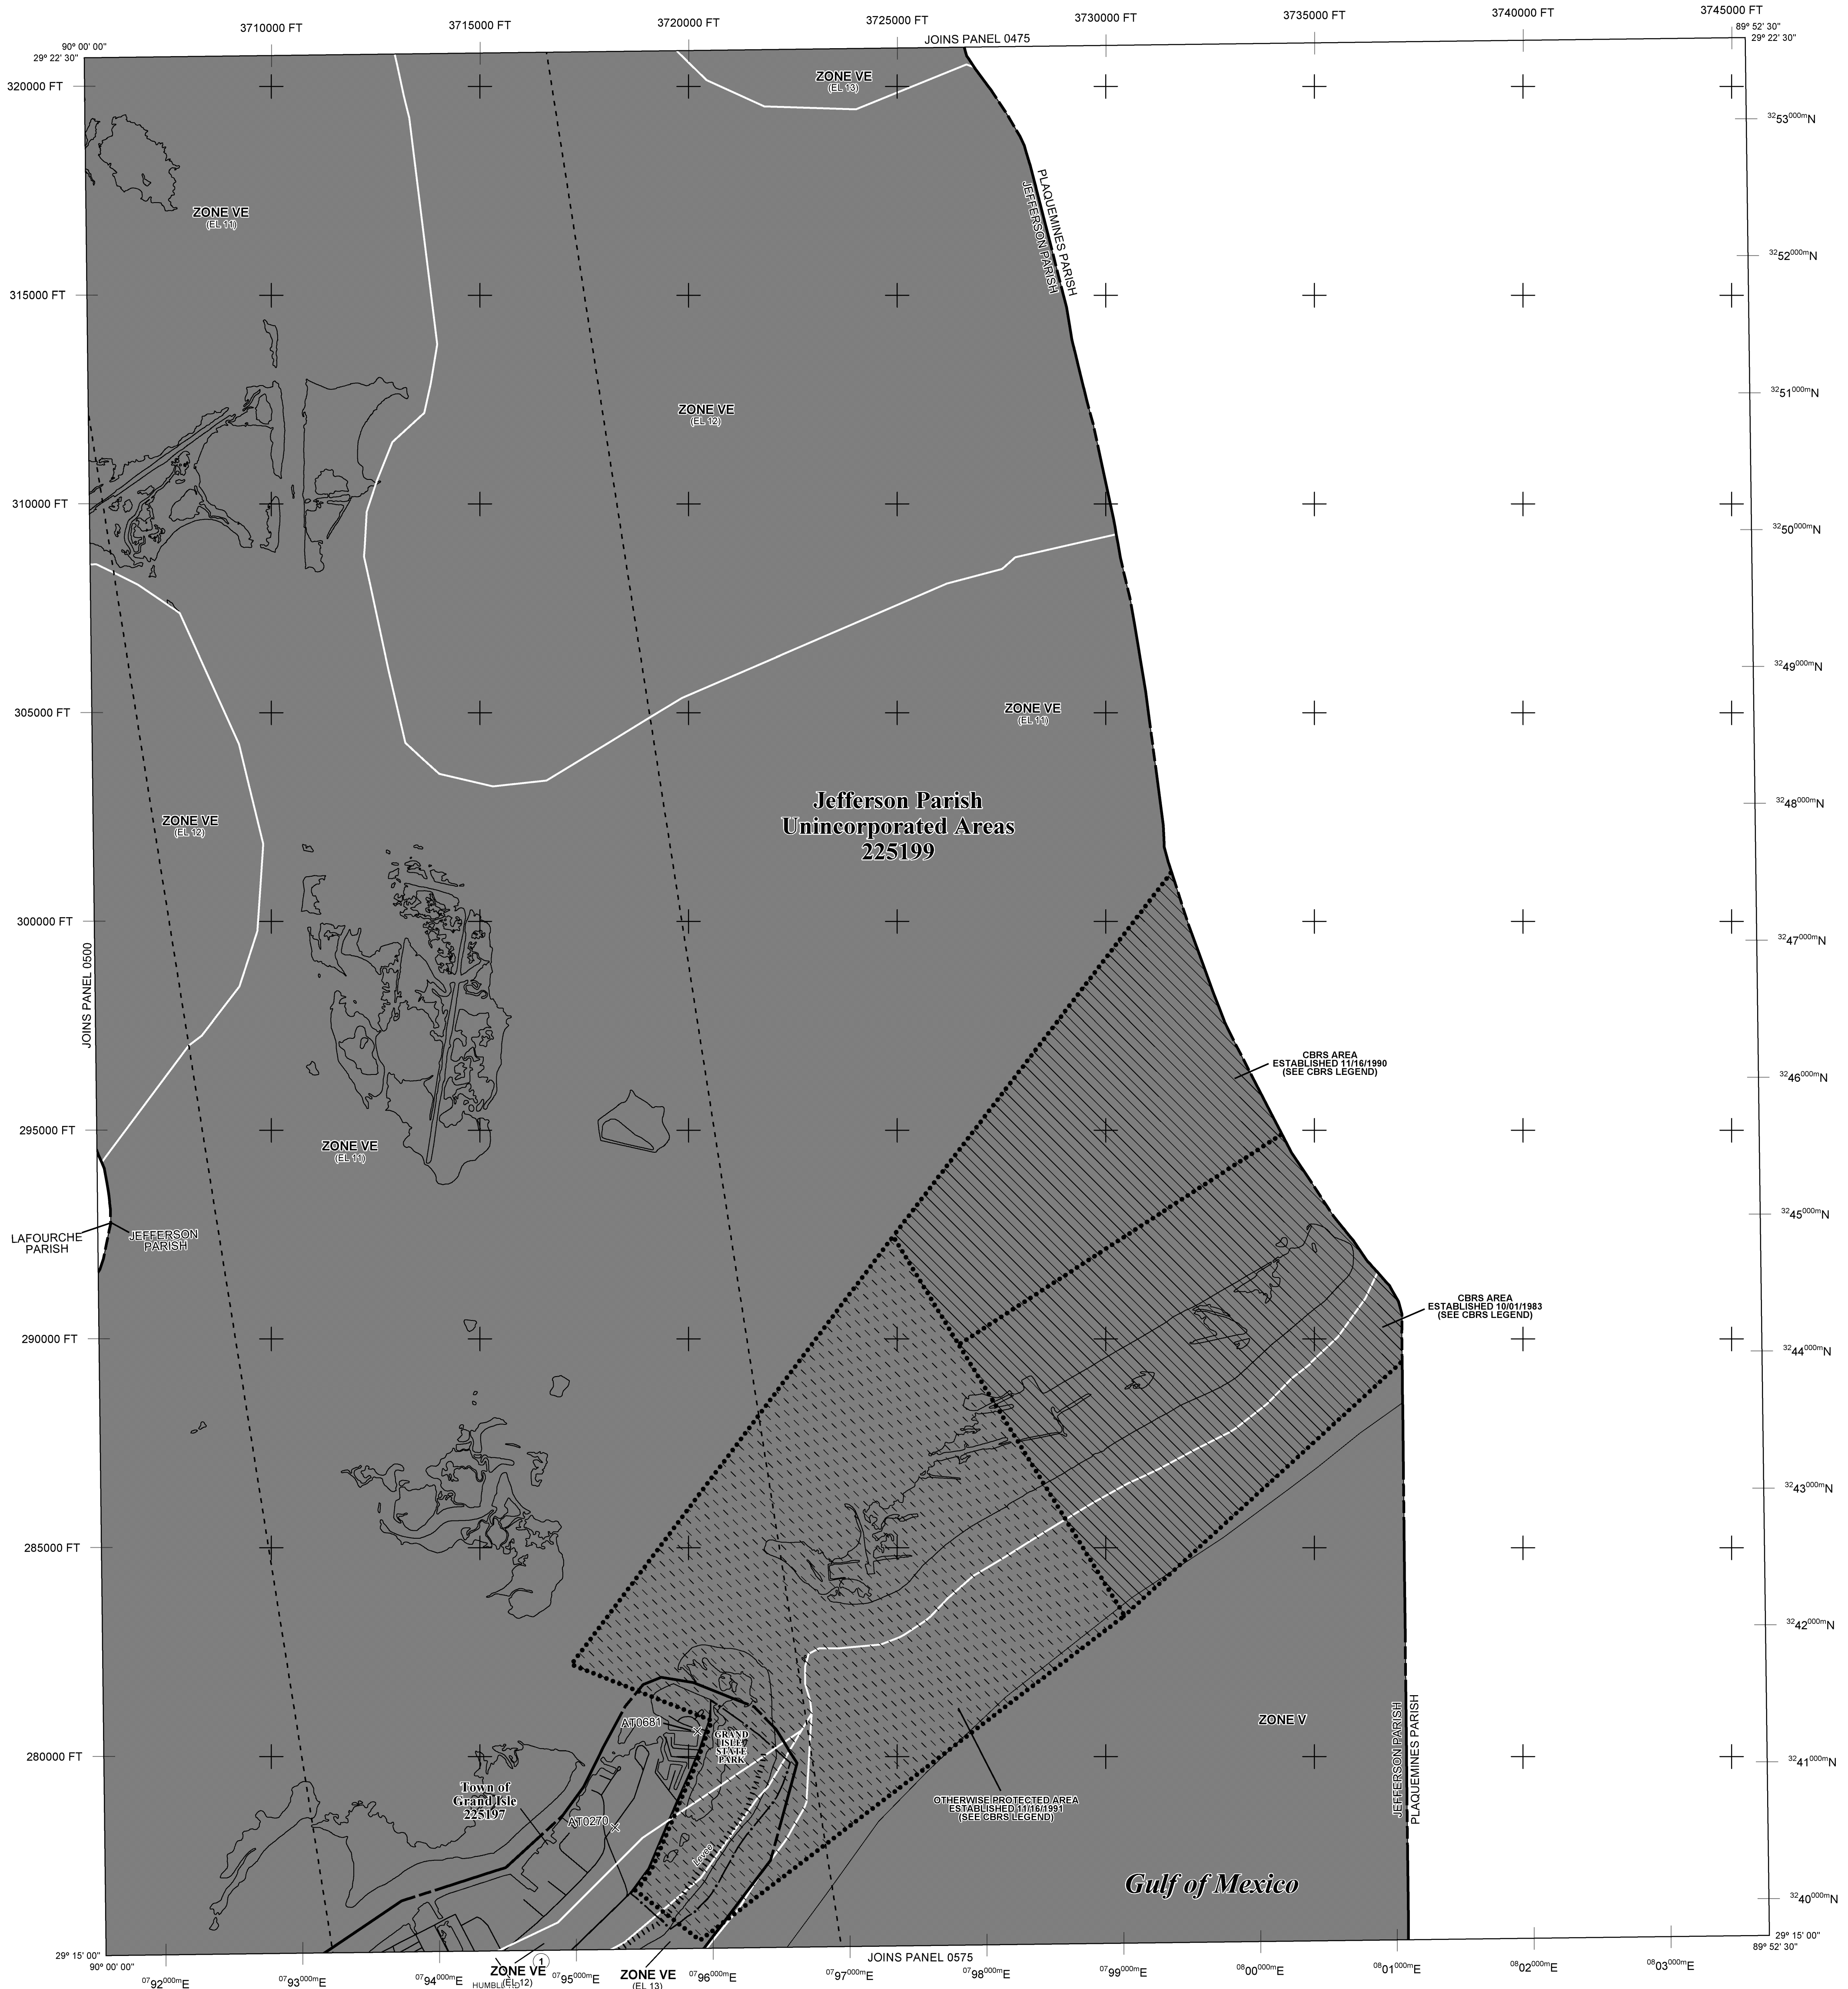 3710000 FT
3715000 FT
3720000 FT
3725000 FT
3730000 FT
3735000 FT
3740000 FT
3745000 FT
90° 00' 00"
29° 22' 30"
JOINS PANEL 0475
89° 52' 30"
29° 22' 30"
320000 FT
315000 FT
310000 FT
305000 FT
300000 FT
295000 FT
290000 FT
285000 FT
280000 FT
ZONE VE
(EL 13)
ZONE VE
(EL 11)
PLAQUEMINES PARISH
JEFFERSON PARISH
ZONE VE
(EL 12)
ZONE VE
(EL 11)
Jefferson Parish
Unincorporated Areas
225199
ZONE VE
(EL 12)
JOINS PANEL 0500
CBRS AREA
ESTABLISHED 11/16/1990
(SEE CBRS LEGEND)
ZONE VE
(EL 11)
LAFOURCHE
PARISH
JEFFERSON
PARISH
CBRS AREA
ESTABLISHED 10/01/1983
(SEE CBRS LEGEND)
AT0681
GRAND
ISLE
STATE
PARK
ZONE V
JEFFERSON PARISH
PLAQUEMINES PARISH
Town of
Grand Isle
225197
AT0270
Levee
OTHERWISE PROTECTED AREA
ESTABLISHED 11/16/1991
(SEE CBRS LEGEND)
Gulf of Mexico
3253000mN
3252000mN
3251000mN
3250000mN
3249000mN
3248000mN
3247000mN
3246000mN
3245000mN
3244000mN
3243000mN
3242000mN
3241000mN
3240000mN
29° 15' 00"
90° 00' 00"
JOINS PANEL 0575
29° 15' 00"
89° 52' 30"
1
ZONE VE
(EL 12)
ZONE VE
(EL 13)
0792000mE
0793000mE
0794000mE
0795000mE
0796000mE
0797000mE
0798000mE
0799000mE
0800000mE
0801000mE
0802000mE
0803000mE